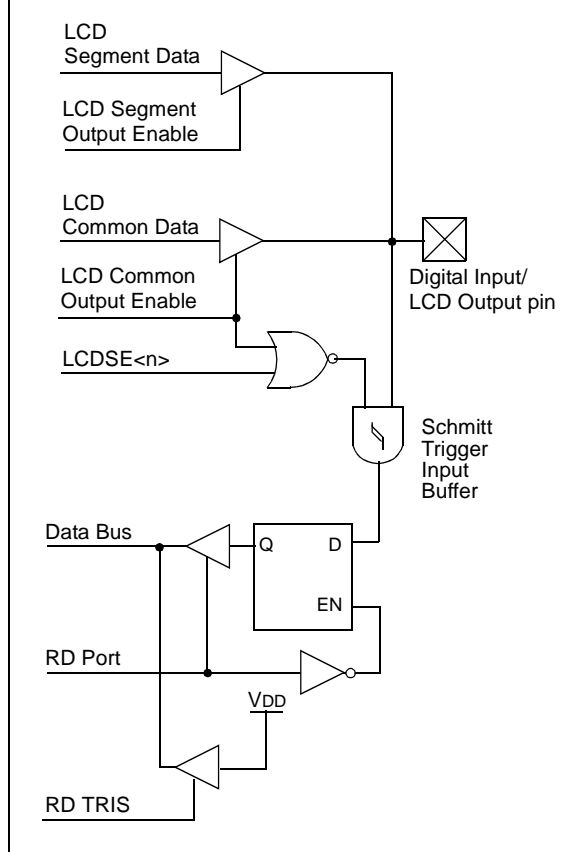 LCD
Segment Data
LCD Segment
Output Enable
LCD
Common Data
LCD Common
Output Enable
Digital Input/
LCD Output pin
LCDSE<n>
Schmitt
Trigger
Input
Buffer
Data Bus
Q
D
EN
RD Port
VDD
RD TRIS